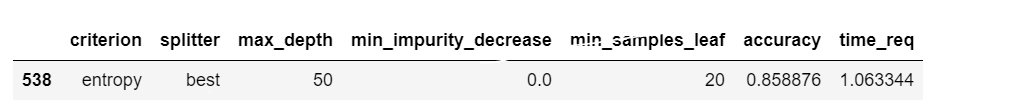 criterion splitter max_depth min_impurity_decrease min_samples_leaf accuracy time_req
538 entropy best 50 0.0 20 0.858876 1.063344